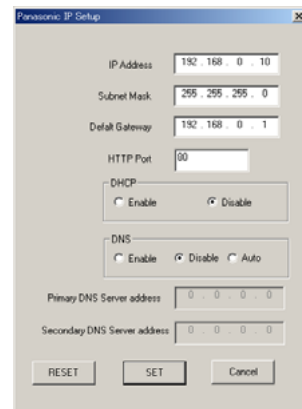 Panasonic IP Setup
IP Address 192 . 168 . 0 . 10
Subnet Mask 255 . 255 . 255 . 0
Defalt Gateway 192 . 168 . 0 . 1
HTTP Port 80
DHCP
Enable Disable
DNS
Enable Disable Auto
Primary DNS Server address 0 . 0 . 0 . 0
Secondary DNS Server address 0 . 0 . 0 . 0
RESET SET Cancel